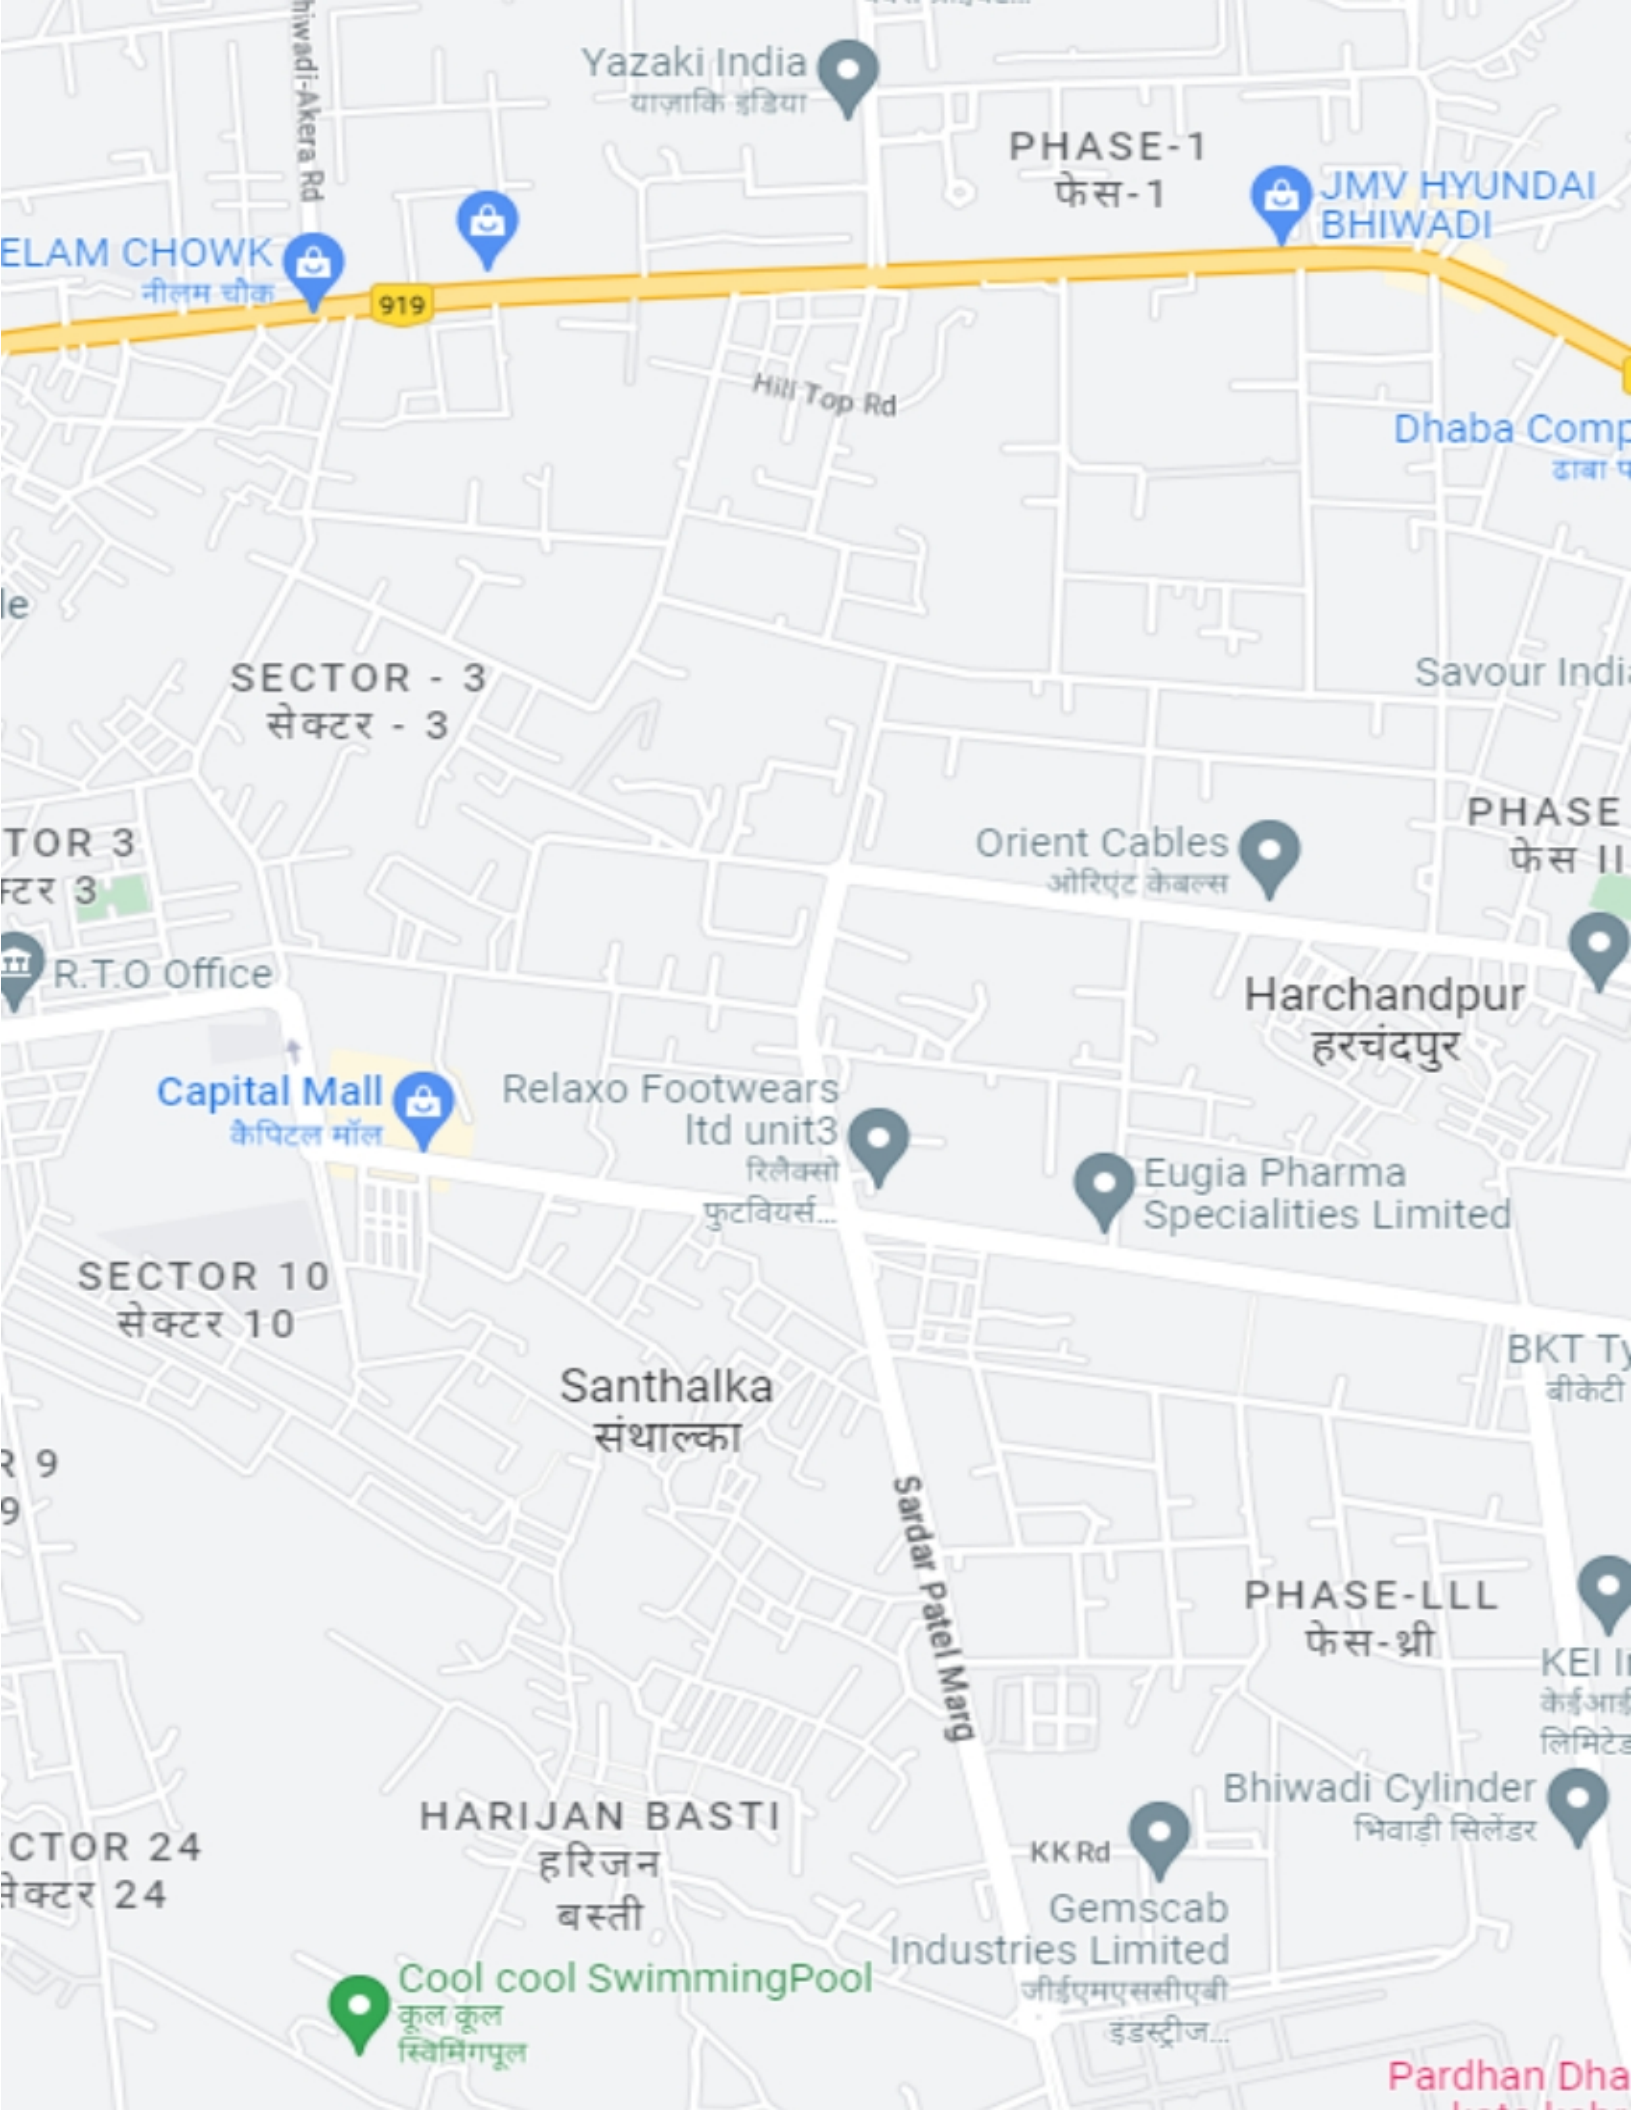 hiwadi-Akera Rd
Yazaki India
याज़ाकि इंडिया
PHASE-1
फेस-1
JMV HYUNDAI
BHIWADI
ELAM CHOWK
नीलम चौक
919
Hill Top Rd
Dhaba Comp
ढाबा
le
SECTOR - 3
सेक्टर - 3
Savour Indi
PHASE
फेस II
TOR 3
क्टर 3
Orient Cables
ओरिएंट केबल्स
R.T.O Office
Harchandpur
हरचंदपुर
Capital Mall
कैपिटल मॉल
Relaxo Footwears
ltd unit3
रिलैक्सो
फुटवियर्स...
Eugia Pharma
Specialities Limited
SECTOR 10
सेक्टर 10
BKT Ty
बीकेटी
Santhalka
संथाल्का
R 9
9
Sardar Patel Marg
PHASE-LLL
फेस-थ्री
KEI I
केईआई
लिमिटेड
Bhiwadi Cylinder
भिवाड़ी सिलेंडर
HARIJAN BASTI
हरिजन
बस्ती
KK Rd
CTOR 24
सेक्टर 24
Gemscab
Industries Limited
जीईएमएससीएबी
इंडस्ट्रीज...
Cool cool SwimmingPool
कूल कूल
स्विमिंगपूल
Pardhan Dha